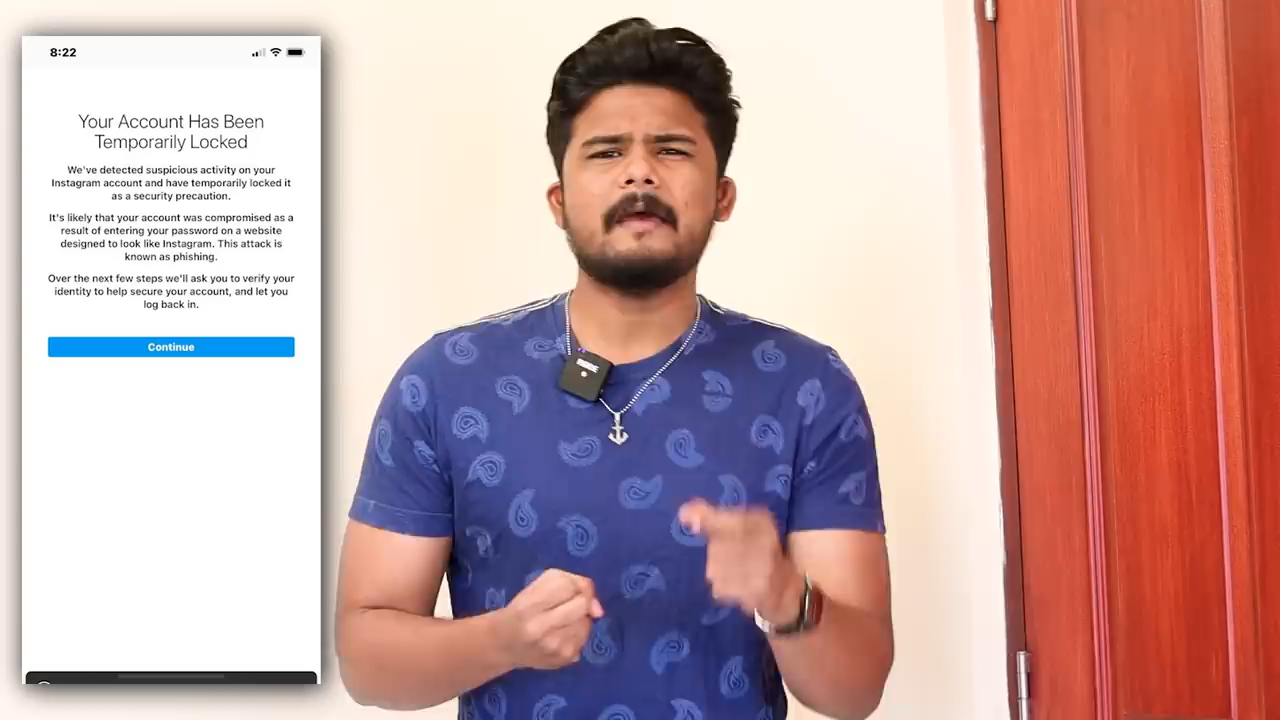 8:22
Your Account Has Been
Temporarily Locked
We've detected suspicious activity on your
Instagram account and have temporarily locked it
as a security precaution.
It's likely that your account was compromised as a
result of entering your password on a website
designed to look like Instagram. This attack is
known as phishing.
Over the next few steps we'll ask you to verify your
identity to help secure your account, and let you
log back in.
Continue